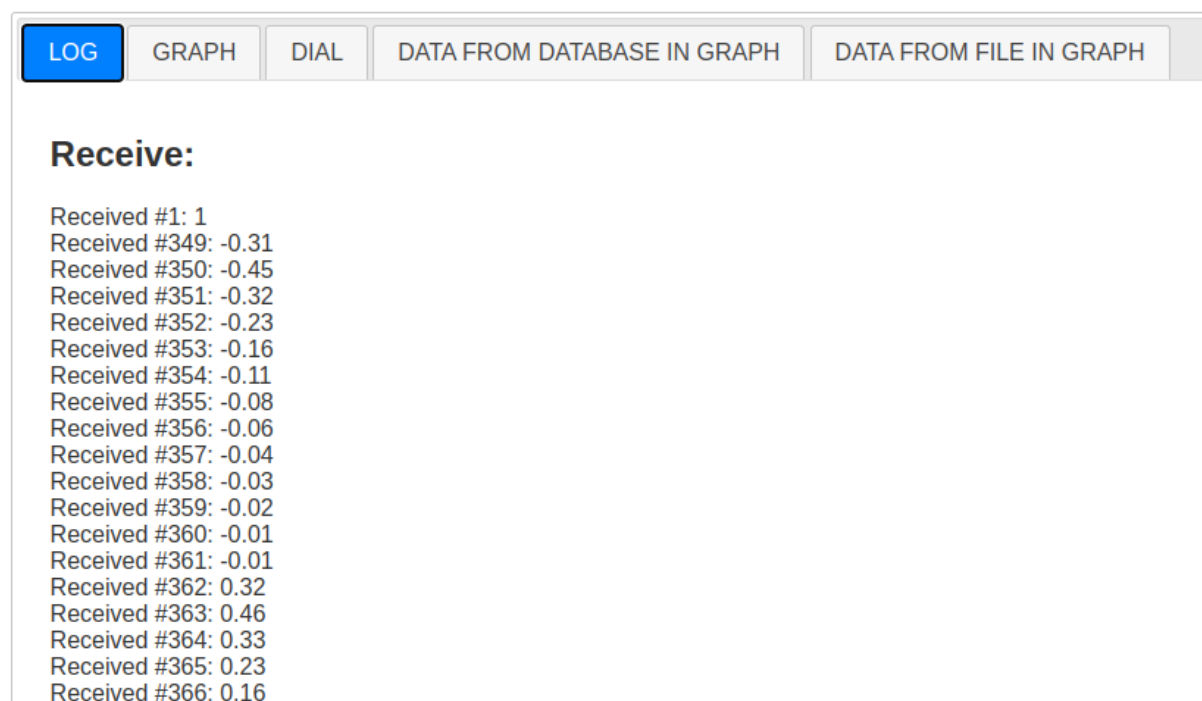 LOG GRAPH DIAL DATA FROM DATABASE IN GRAPH DATA FROM FILE IN GRAPH
Receive:
Received #1: 1
Received #349: -0.31
Received #350: -0.45
Received #351: -0.32
Received #352: -0.23
Received #353: -0.16
Received #354: -0.11
Received #355: -0.08
Received #356: -0.06
Received #357: -0.04
Received #358: -0.03
Received #359: -0.02
Received #360: -0.01
Received #361: -0.01
Received #362: 0.32
Received #363: 0.46
Received #364: 0.33
Received #365: 0.23
Received #366: 0.16